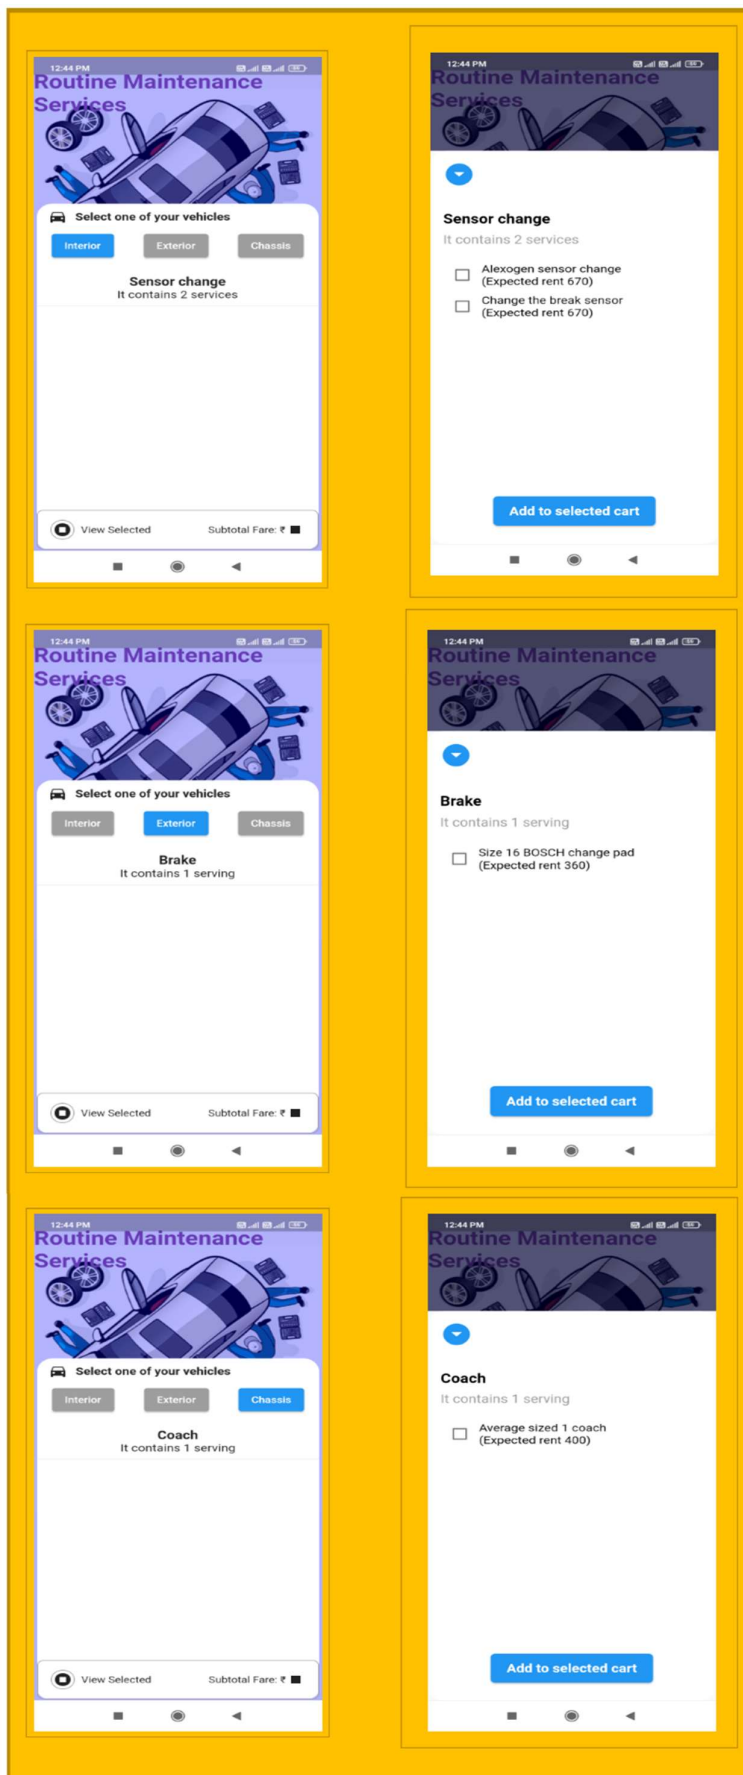 12:44 PM
Routine Maintenance
Services
Select one of your vehicles
Interior Exterior Chassis
Sensor change
It contains 2 services
View Selected Subtotal Fare: ₹
12:44 PM
Routine Maintenance
Services
Sensor change
It contains 2 services
Alexogen sensor change
(Expected rent 670)
Change the break sensor
(Expected rent 670)
Add to selected cart
12:44 PM
Routine Maintenance
Services
Select one of your vehicles
Interior Exterior Chassis
Brake
It contains 1 serving
View Selected Subtotal Fare: ₹
12:44 PM
Routine Maintenance
Services
Brake
It contains 1 serving
Size 16 BOSCH change pad
(Expected rent 360)
Add to selected cart
12:44 PM
Routine Maintenance
Services
Select one of your vehicles
Interior Exterior Chassis
Coach
It contains 1 serving
View Selected Subtotal Fare: ₹
12:44 PM
Routine Maintenance
Services
Coach
It contains 1 serving
Average sized 1 coach
(Expected rent 400)
Add to selected cart